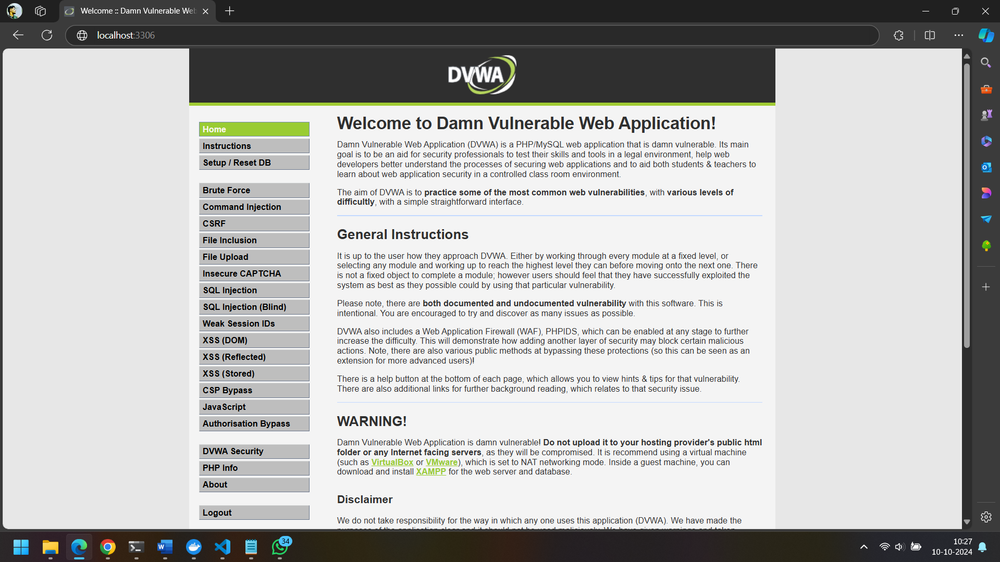 Welcome :: Damn Vulnerable Web
localhost:3306
DVWA
Home
Instructions
Setup / Reset DB
Brute Force
Command Injection
CSRF
File Inclusion
File Upload
Insecure CAPTCHA
SQL Injection
SQL Injection (Blind)
Weak Session IDs
XSS (DOM)
XSS (Reflected)
XSS (Stored)
CSP Bypass
JavaScript
Authorisation Bypass
DVWA Security
PHP Info
About
Logout
Welcome to Damn Vulnerable Web Application!
Damn Vulnerable Web Application (DVWA) is a PHP/MySQL web application that is damn vulnerable. Its main
goal is to be an aid for security professionals to test their skills and tools in a legal environment, help web
developers better understand the processes of securing web applications and to aid both students & teachers to
learn about web application security in a controlled class room environment.
The aim of DVWA is to practice some of the most common web vulnerabilities, with various levels of
difficultly, with a simple straightforward interface.
General Instructions
It is up to the user how they approach DVWA. Either by working through every module at a fixed level, or
selecting any module and working up to reach the highest level they can before moving onto the next one. There
is not a fixed object to complete a module; however users should feel that they have successfully exploited the
system as best as they possible could by using that particular vulnerability.
Please note, there are both documented and undocumented vulnerability with this software. This is
intentional. You are encouraged to try and discover as many issues as possible.
DVWA also includes a Web Application Firewall (WAF), PHPIDS, which can be enabled at any stage to further
increase the difficulty. This will demonstrate how adding another layer of security may block certain malicious
actions. Note, there are also various public methods at bypassing these protections (so this can be seen as an
extension for more advanced users)!
There is a help button at the bottom of each page, which allows you to view hints & tips for that vulnerability.
There are also additional links for further background reading, which relates to that security issue.
WARNING!
Damn Vulnerable Web Application is damn vulnerable! Do not upload it to your hosting provider's public html
folder or any Internet facing servers, as they will be compromised. It is recommend using a virtual machine
(such as VirtualBox or VMware), which is set to NAT networking mode. Inside a guest machine, you can
download and install XAMPP for the web server and database.
Disclaimer
We do not take responsibility for the way in which any one uses this application (DVWA). We have made the
34
10:27
10-10-2024